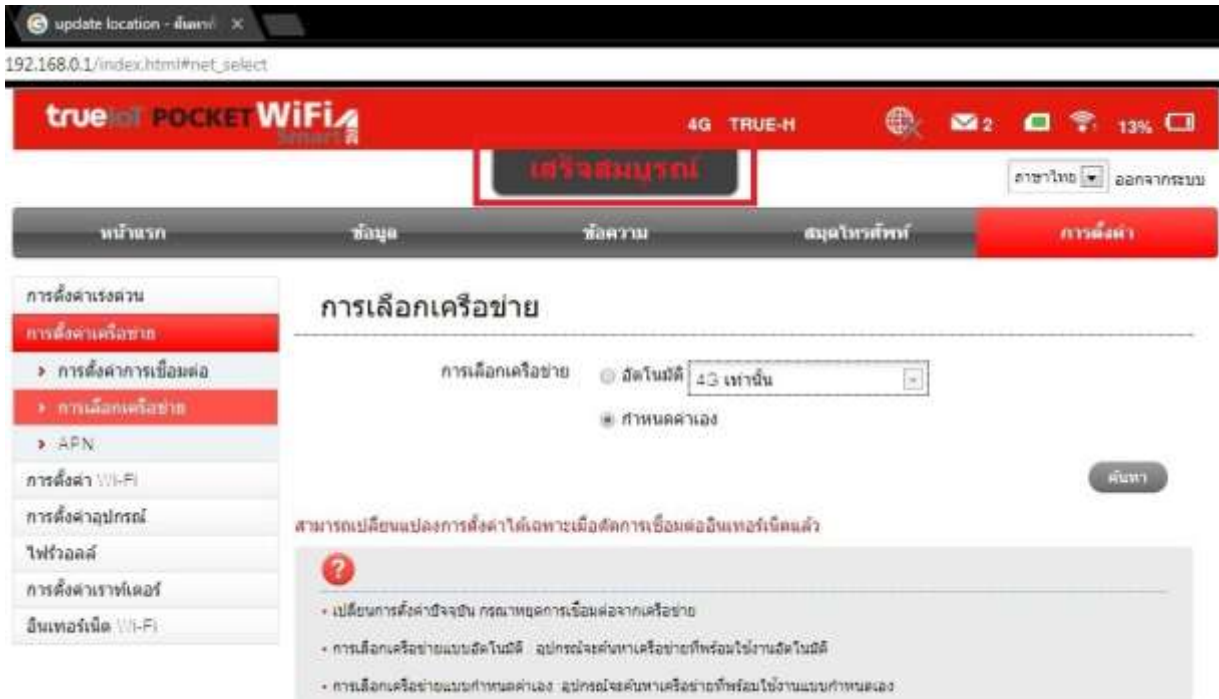 update location - ค้นหา
192.168.0.1/index.html#net_select
true IoT POCKET WiFi
Smart
4G TRUE-H
2
13%
เสร็จสมบูรณ์
ภาษาไทย
ออกจากระบบ
หน้าแรก
ข้อมูล
ข้อความ
สมุดโทรศัพท์
การตั้งค่า
การตั้งค่าเร่งด่วน
การตั้งค่าเครือข่าย
การตั้งค่าการเชื่อมต่อ
การเลือกเครือข่าย
APN
การตั้งค่า Wi-Fi
การตั้งค่าอุปกรณ์
ไฟร์วอลล์
การตั้งค่าเราท์เตอร์
อินเทอร์เน็ต Wi-Fi
การเลือกเครือข่าย
การเลือกเครือข่าย อัตโนมัติ 4G เท่านั้น
กำหนดค่าเอง
ค้นหา
สามารถเปลี่ยนแปลงการตั้งค่าได้เฉพาะเมื่อตัดการเชื่อมต่ออินเทอร์เน็ตแล้ว
?
• เปลี่ยนการตั้งค่าปัจจุบัน กรุณาหยุดการเชื่อมต่อจากเครือข่าย
• การเลือกเครือข่ายแบบอัตโนมัติ อุปกรณ์จะค้นหาเครือข่ายที่พร้อมใช้งานอัตโนมัติ
• การเลือกเครือข่ายแบบกำหนดค่าเอง อุปกรณ์จะค้นหาเครือข่ายที่พร้อมใช้งานแบบกำหนดเอง